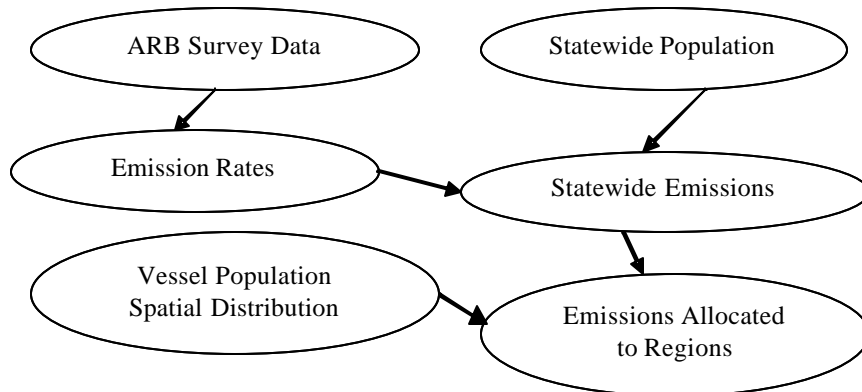 ARB Survey Data
Statewide Population
Emission Rates
Statewide Emissions
Vessel Population
Spatial Distribution
Emissions Allocated
to Regions